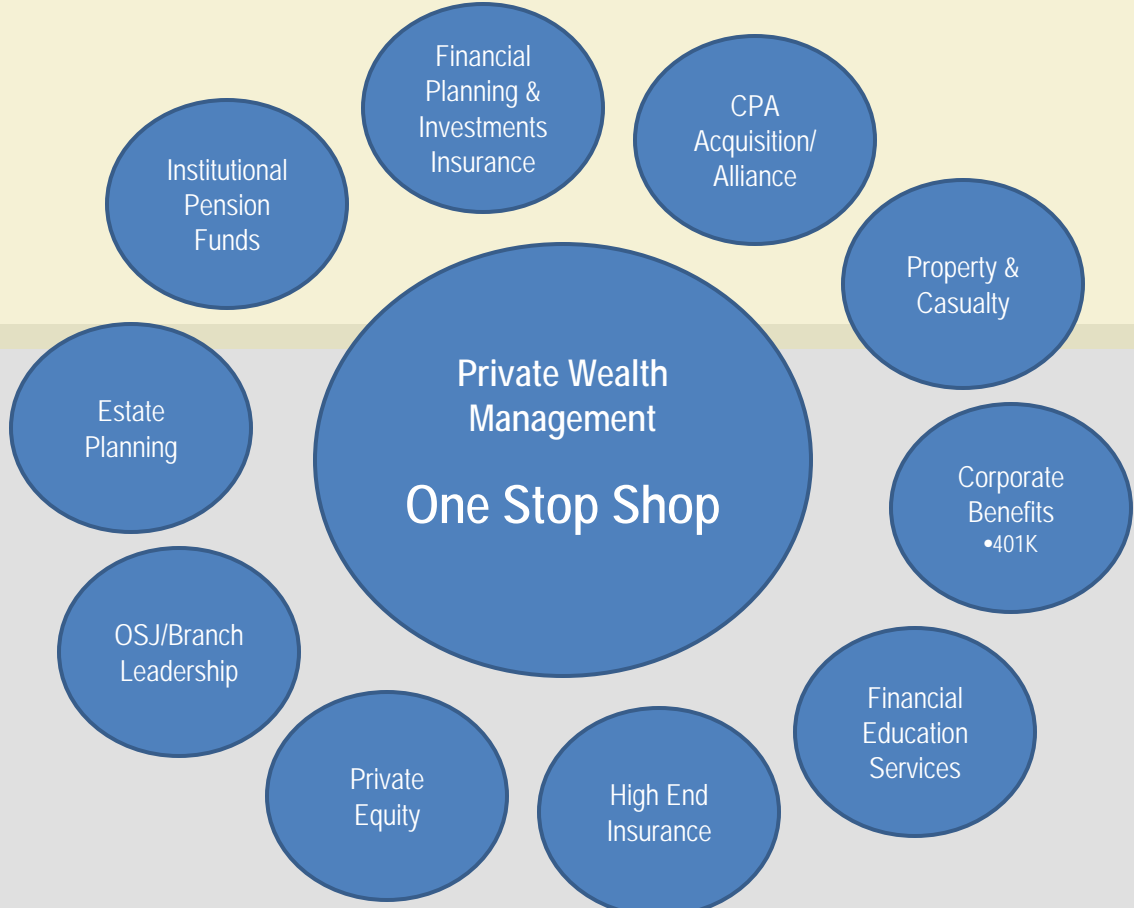 Financial
Planning &
Investments
Insurance
CPA
Acquisition/
Alliance
Institutional
Pension
Funds
Property &
Casualty
Private Wealth
Management
One Stop Shop
Estate
Planning
Corporate
Benefits
•401K
OSJ/Branch
Leadership
Financial
Education
Services
Private
Equity
High End
Insurance